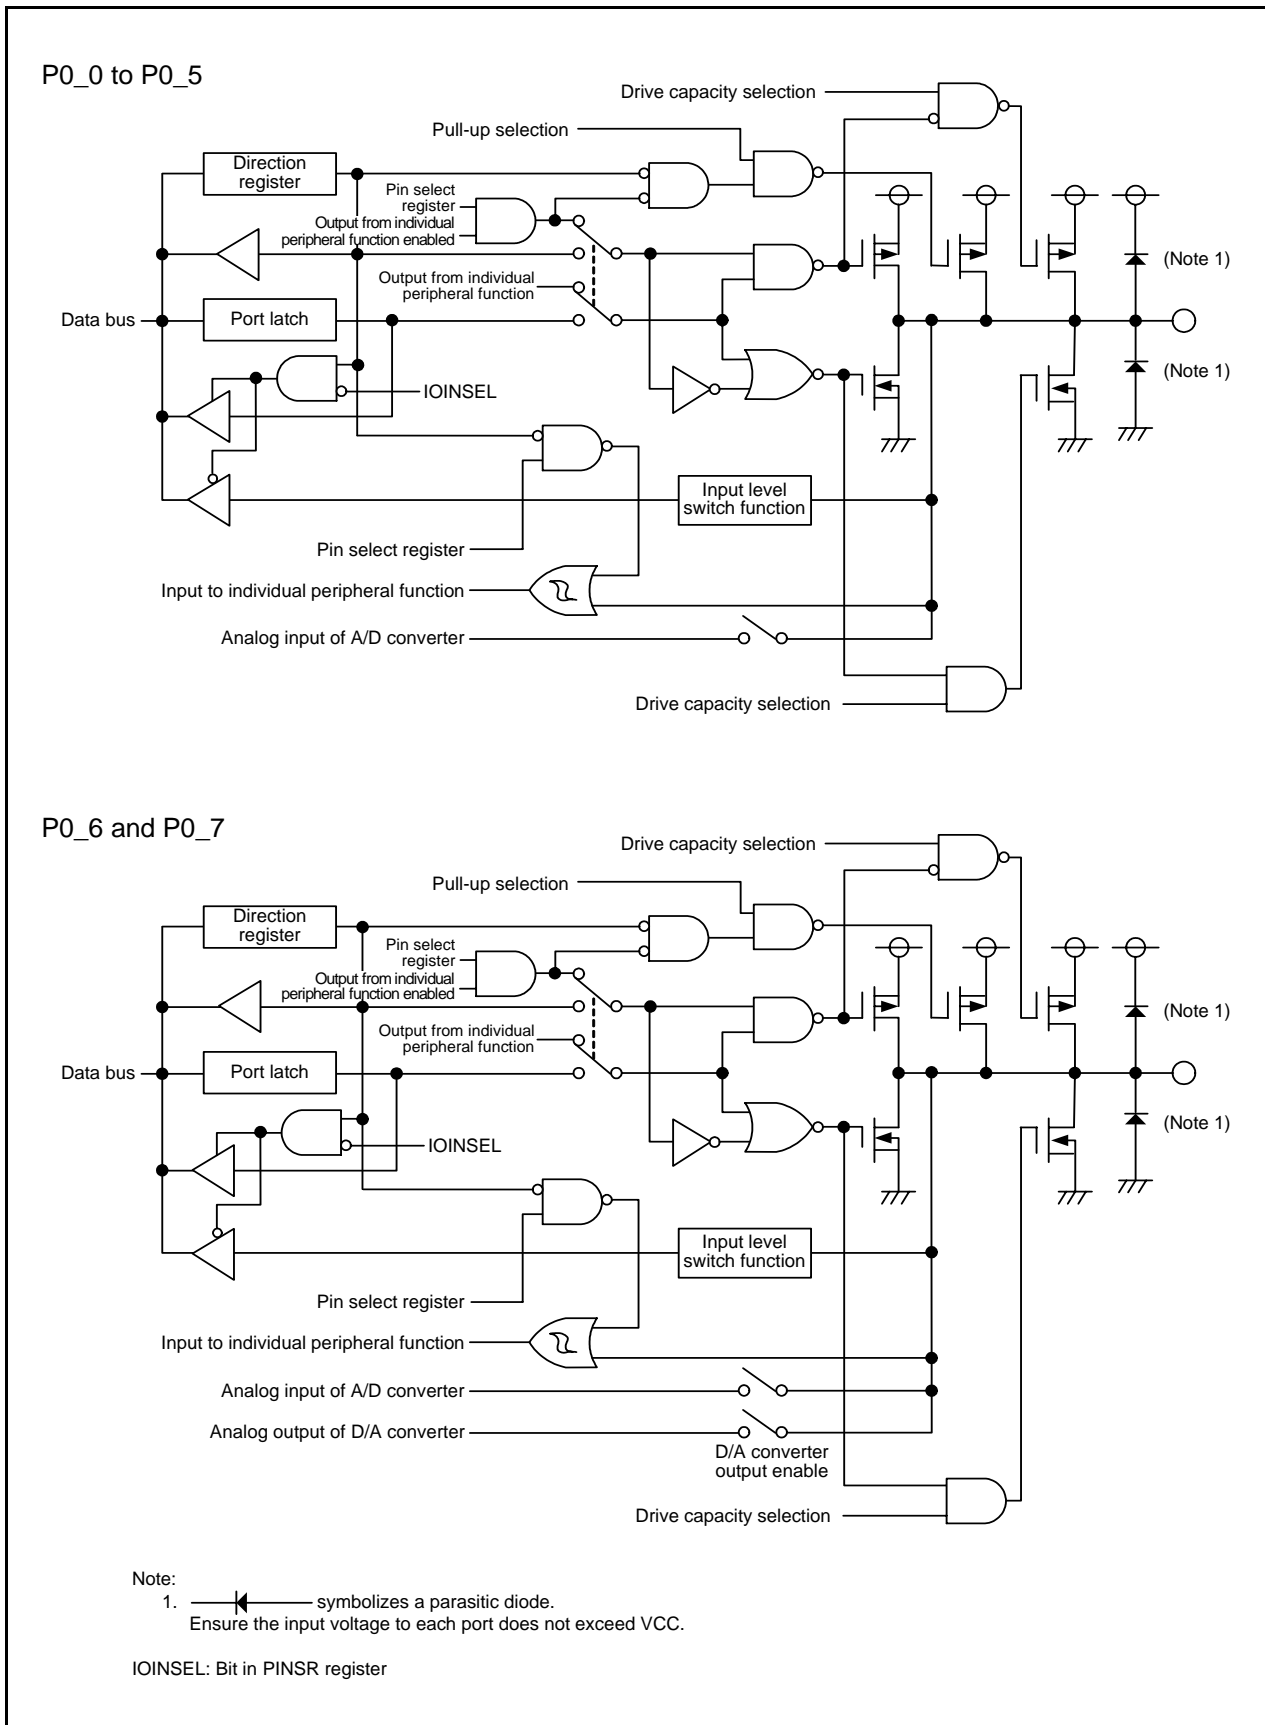 P0_0 to P0_5
Drive capacity selection
Pull-up selection
Direction
register
Pin select
register
Output from individual
peripheral function enabled
Output from individual
peripheral function
(Note 1)
Data bus
Port latch
(Note 1)
IOINSEL
Input level
switch function
Pin select register
Input to individual peripheral function
Analog input of A/D converter
Drive capacity selection
P0_6 and P0_7
Drive capacity selection
Pull-up selection
Direction
register
Pin select
register
Output from individual
peripheral function enabled
Output from individual
peripheral function
(Note 1)
Data bus
Port latch
(Note 1)
IOINSEL
Input level
switch function
Pin select register
Input to individual peripheral function
Analog input of A/D converter
Analog output of D/A converter
D/A converter
output enable
Drive capacity selection
Note:
1. symbolizes a parasitic diode.
Ensure the input voltage to each port does not exceed VCC.
IOINSEL: Bit in PINSR register